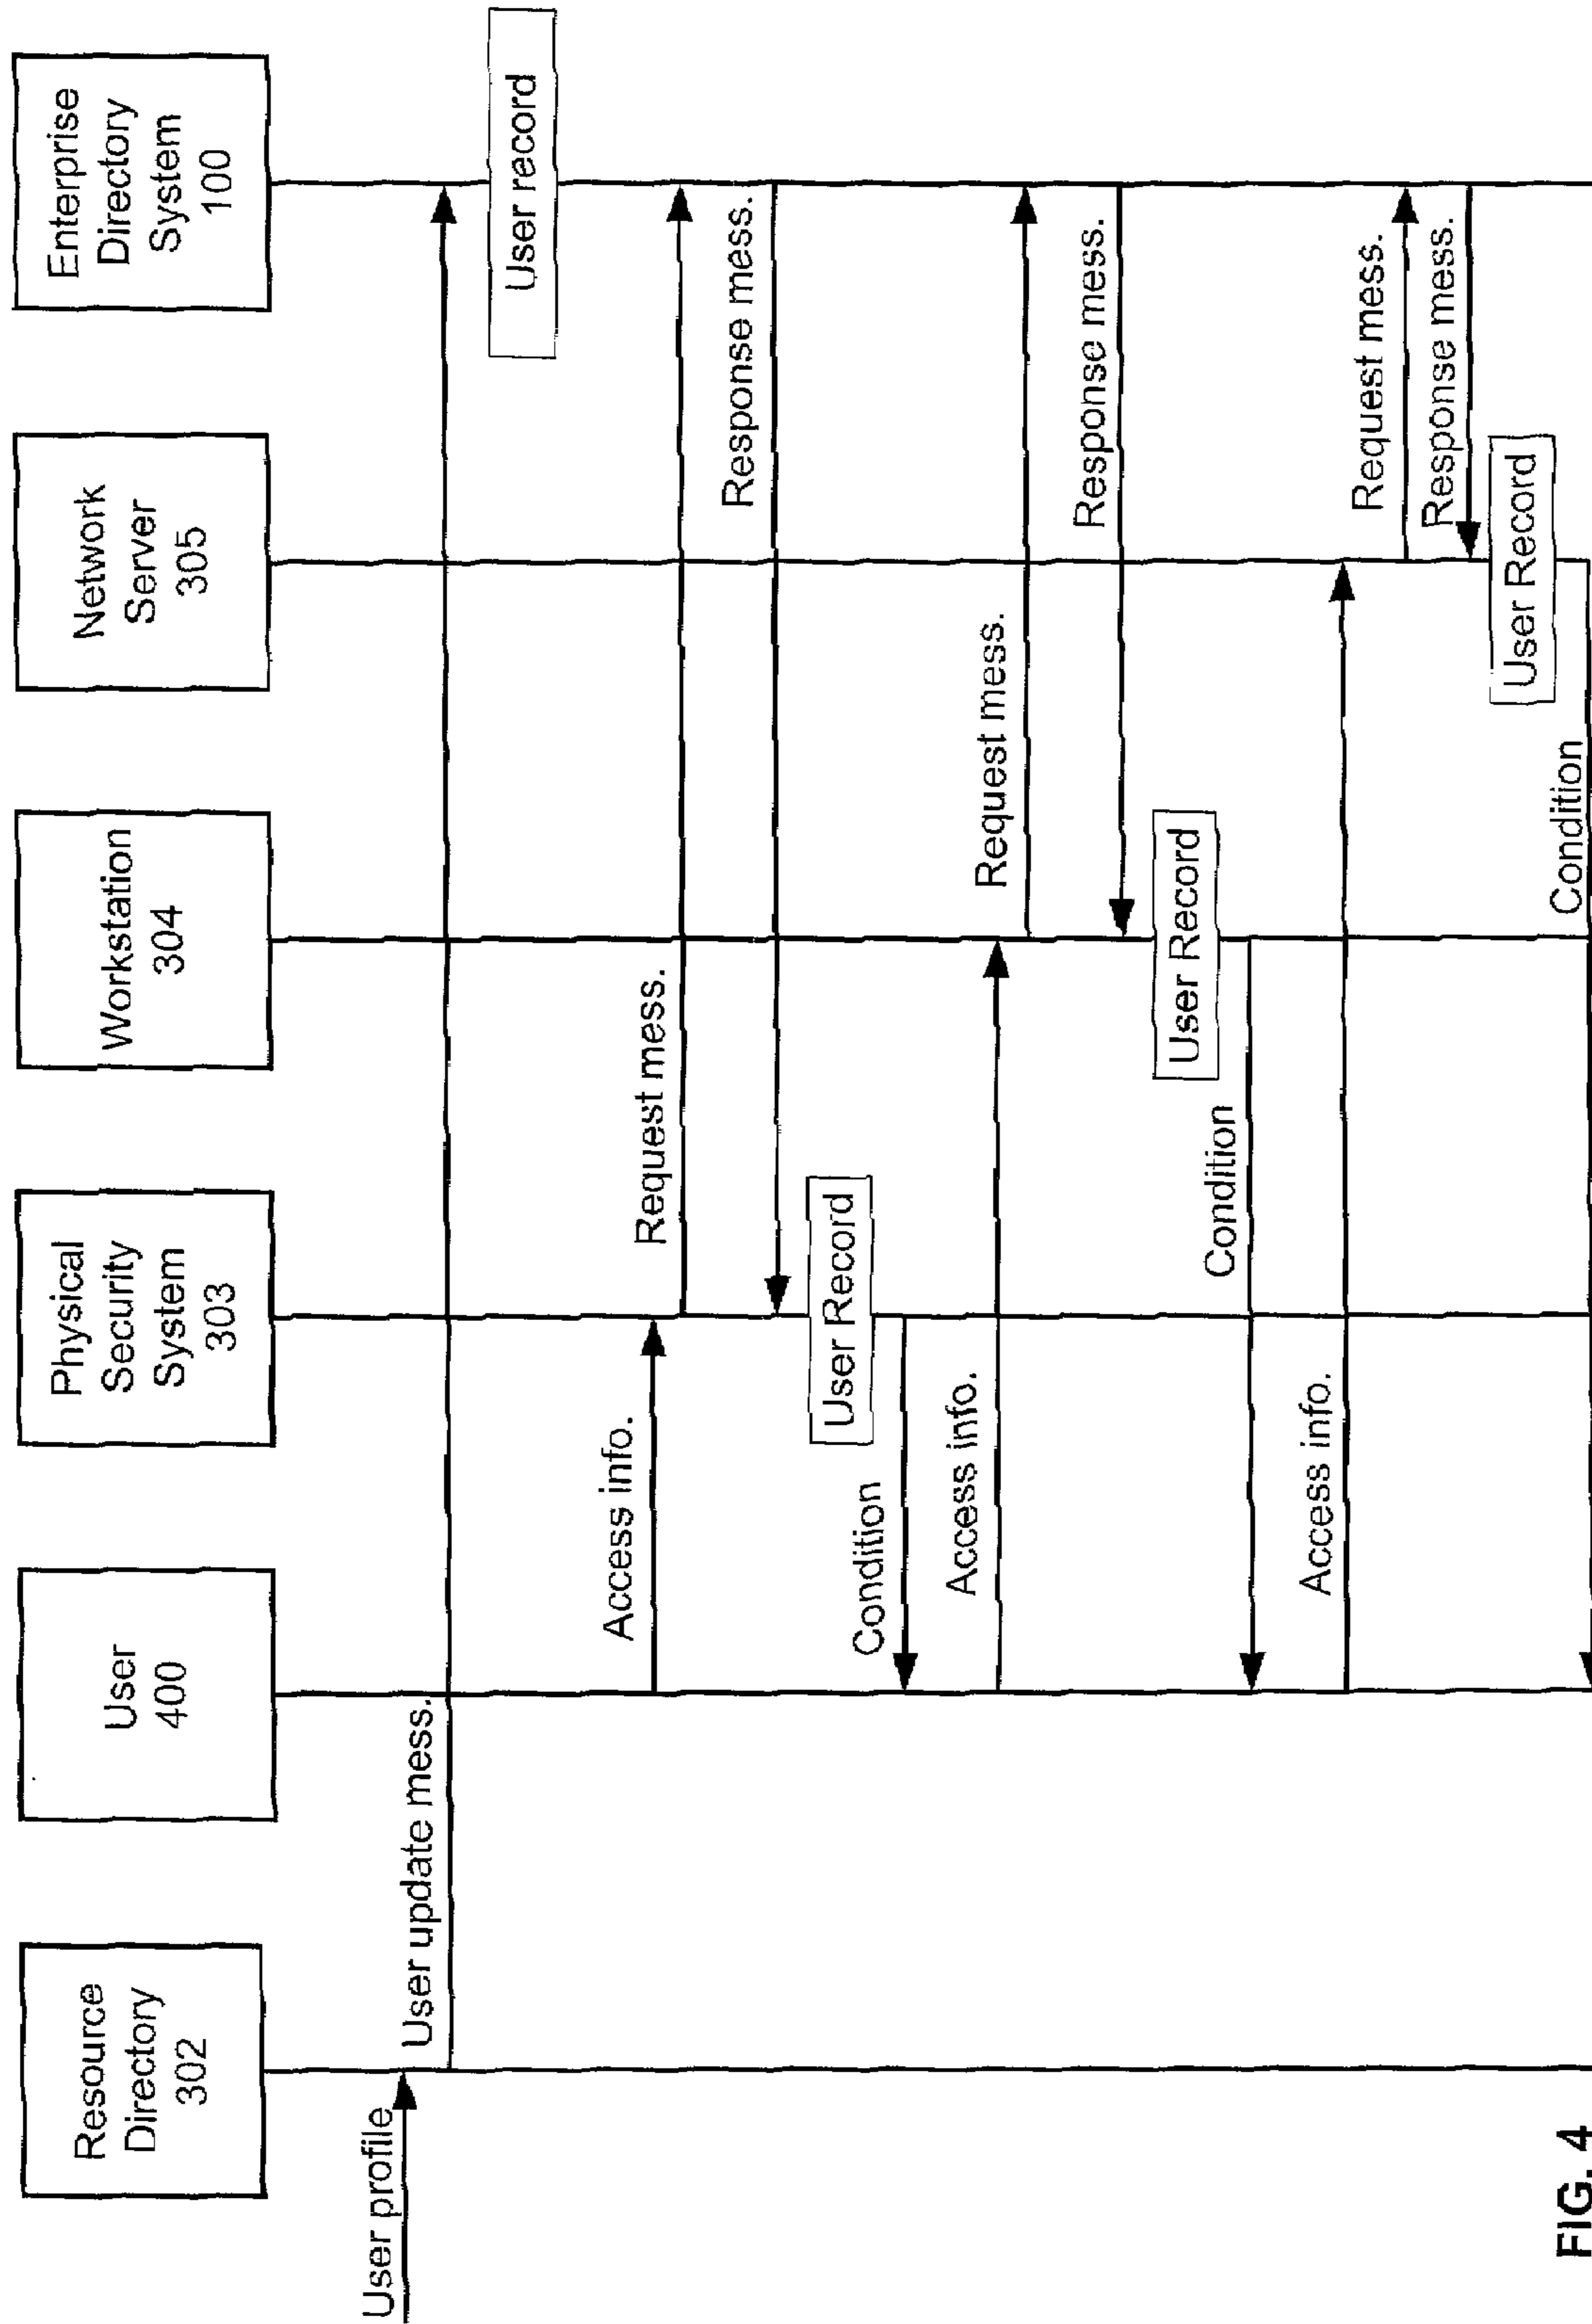 Resource
Directory
302
User
400
Physical
Security
System
303
Workstation
304
Network
Server
305
Enterprise
Directory
System
100
User profile
User update mess.
User record
Access info.
Request mess.
Response mess.
User Record
Condition
Access info.
Request mess.
Response mess.
User Record
Condition
Access info.
Request mess.
Response mess.
User Record
Condition
FIG. 4